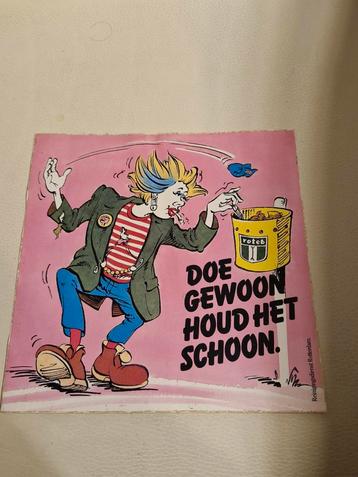 roteb
DOE
GEWOON
HOUD HET
SCHOON.
Reinigingsdienst Rotterdam.